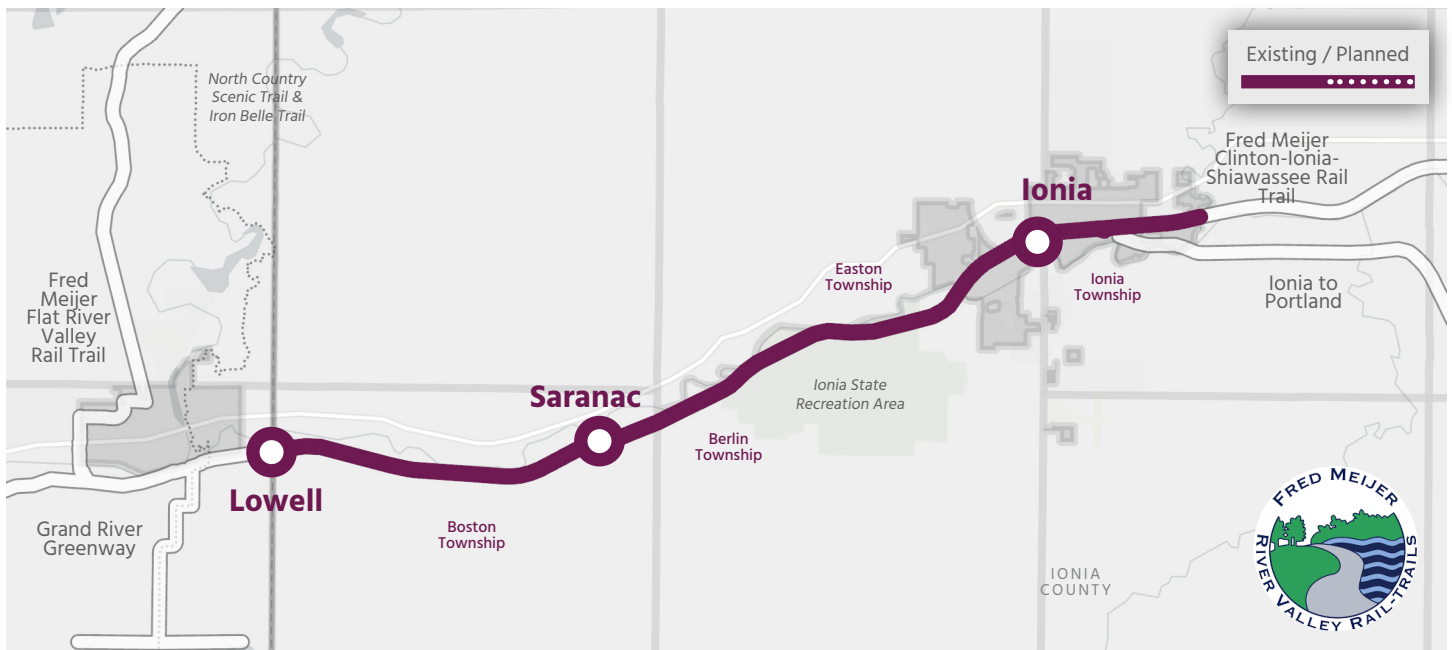 Existing / Planned
North Country
Scenic Trail &
Iron Belle Trail
Fred Meijer
Clinton-Ionia-
Shiawassee Rail
Trail
Ionia
Easton
Township
Ionia
Township
Ionia to
Portland
Fred
Meijer
Flat River
Valley
Rail Trail
Saranac
Ionia State
Recreation Area
Berlin
Township
Lowell
Boston
Township
Grand River
Greenway
IONIA
COUNTY
FRED MEIJER
RIVER VALLEY RAIL-TRAILS